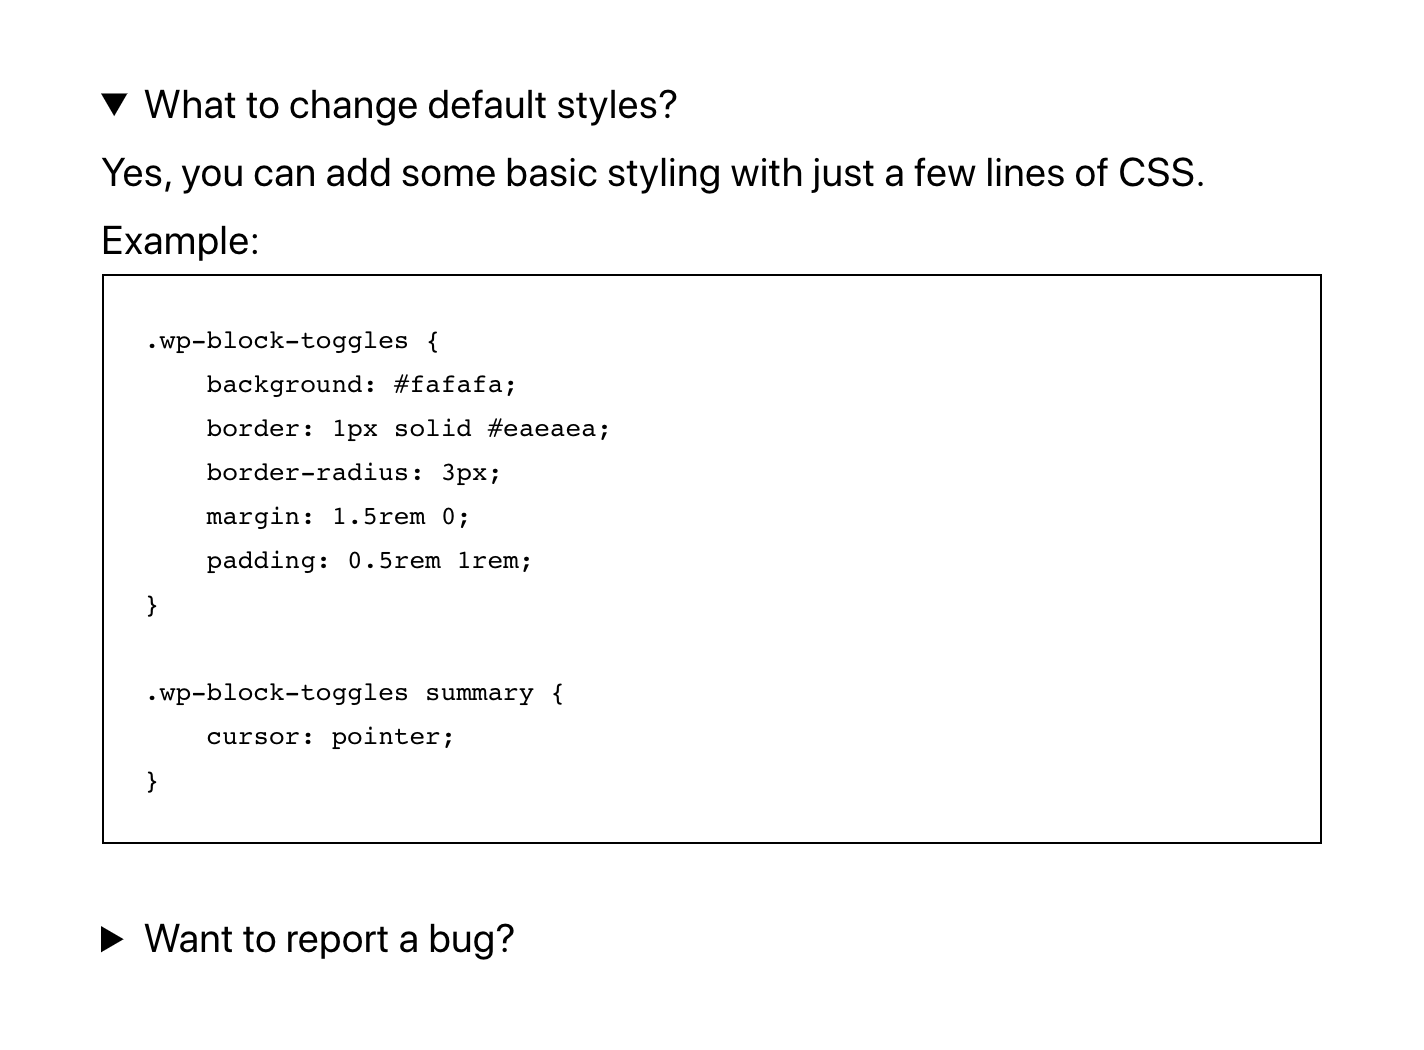 What to change default styles?
Yes, you can add some basic styling with just a few lines of CSS.
Example:
.wp-block-toggles {
    background: #fafafa;
    border: 1px solid #eaeaea;
    border-radius: 3px;
    margin: 1.5rem 0;
    padding: 0.5rem 1rem;
}
.wp-block-toggles summary {
    cursor: pointer;
}
Want to report a bug?